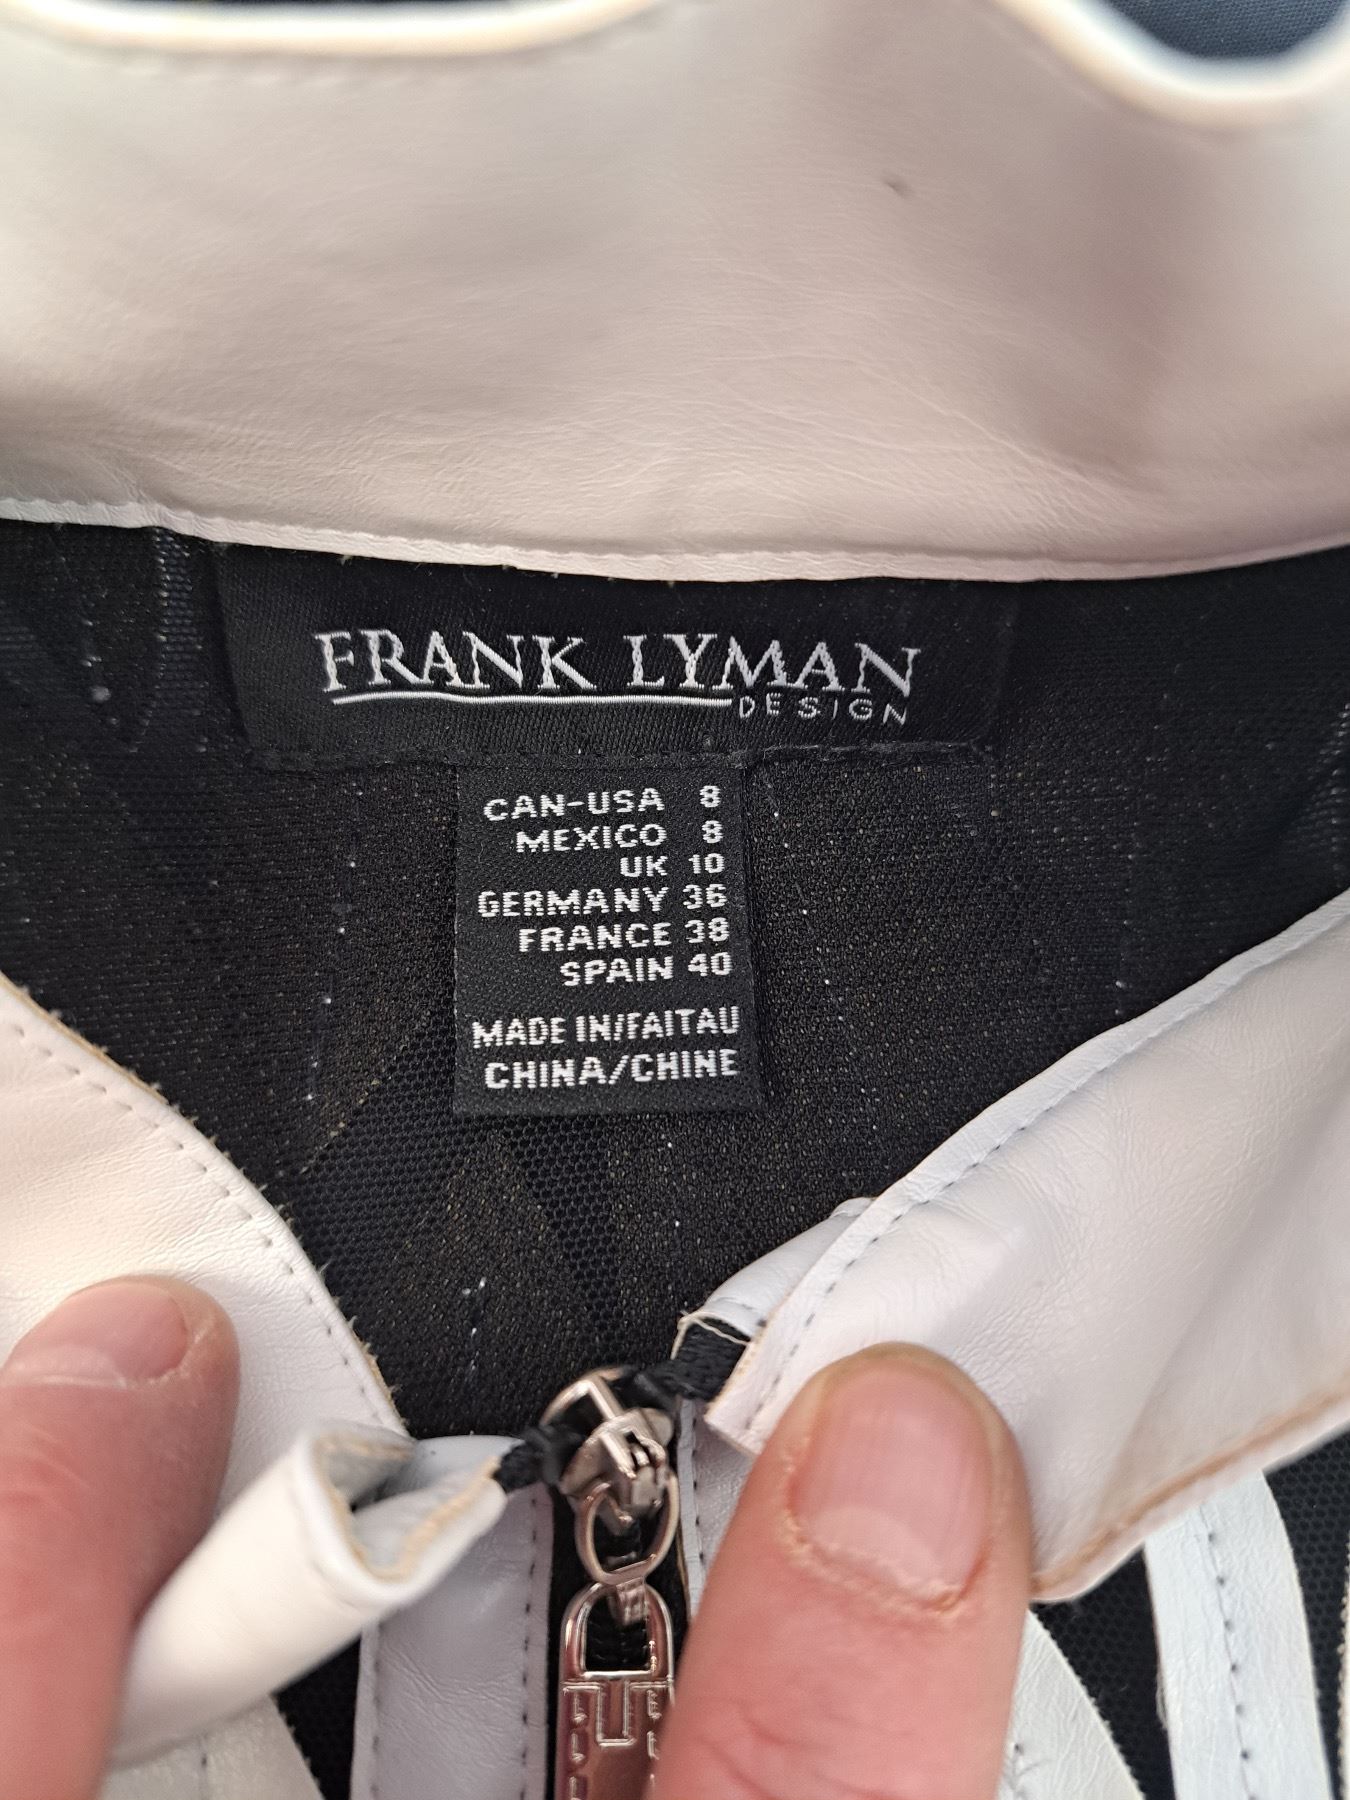 FRANK LYMAN
DESIGN
CAN-USA 8
MEXICO 8
UK 10
GERMANY 36
FRANCE 38
SPAIN 40
MADE IN/FAITAU
CHINA/CHINE